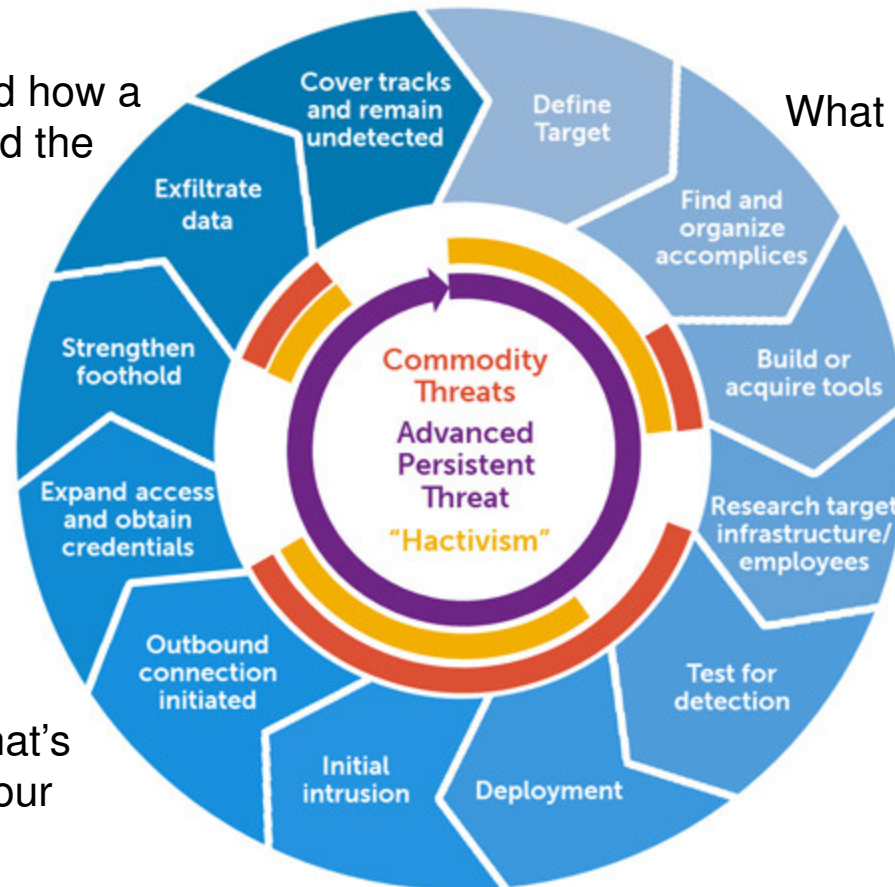 d how a
d the
What
hat's
our
Define
Target
Find and
organize
accomplices
Build or
acquire tools
Research target
infrastructure/
employees
Test for
detection
Deployment
Initial
intrusion
Outbound
connection
initiated
Expand access
and obtain
credentials
Strengthen
foothold
Exfiltrate
data
Cover tracks
and remain
undetected
Commodity
Threats
Advanced
Persistent
Threat
“Hactivism”